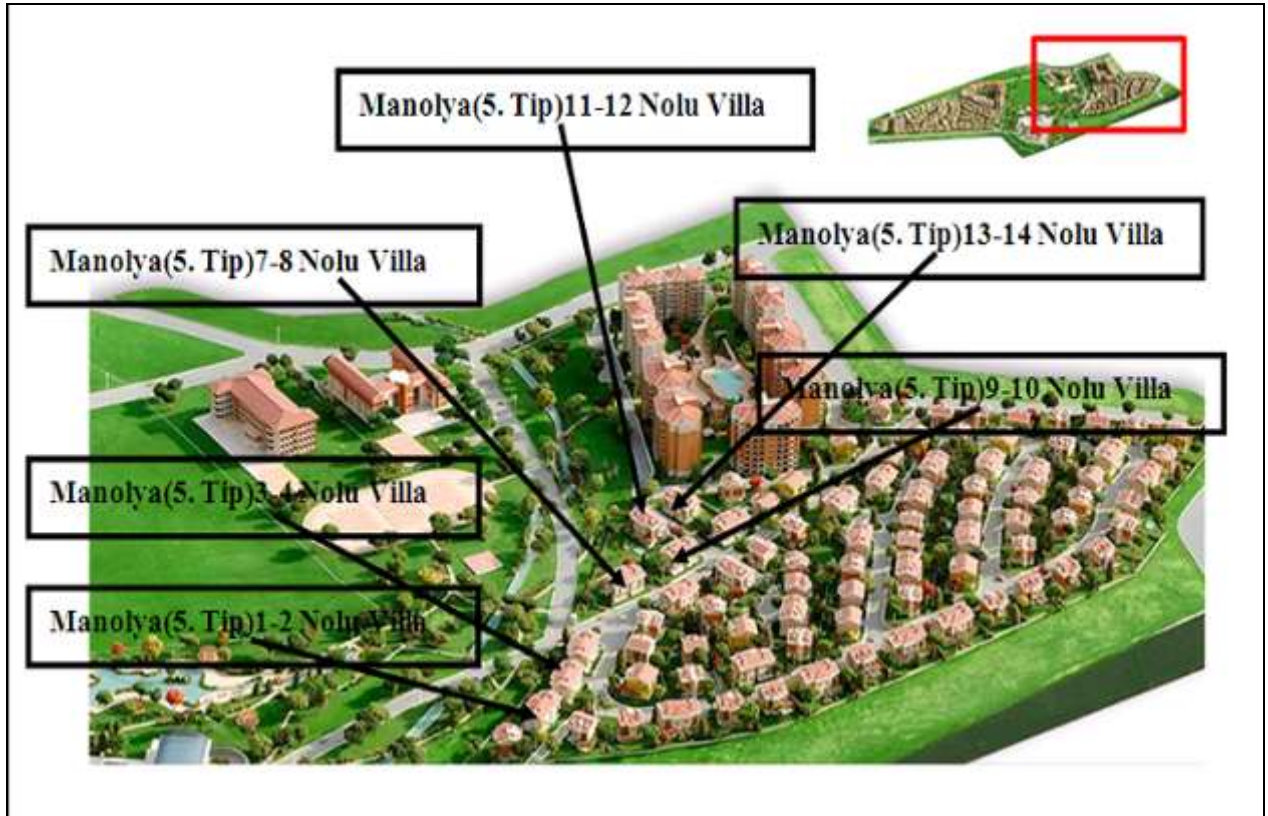 Manolya(5. Tip)11-12 Nolu Villa
Manolya(5. Tip)13-14 Nolu Villa
Manolya(5. Tip)7-8 Nolu Villa
Manolya(5. Tip)9-10 Nolu Villa
Manolya(5. Tip)3-4 Nolu Villa
Manolya(5. Tip)1-2 Nolu Villa